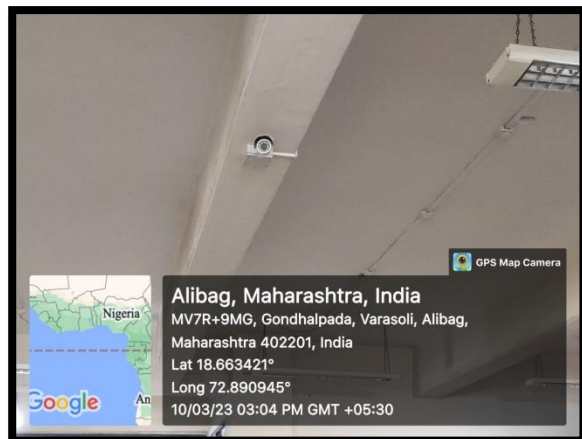 GPS Map Camera
Nigeria
An
Google
Alibag, Maharashtra, India
MV7R+9MG, Gondhalpada, Varasoli, Alibag,
Maharashtra 402201, India
Lat 18.663421°
Long 72.890945°
10/03/23 03:04 PM GMT +05:30